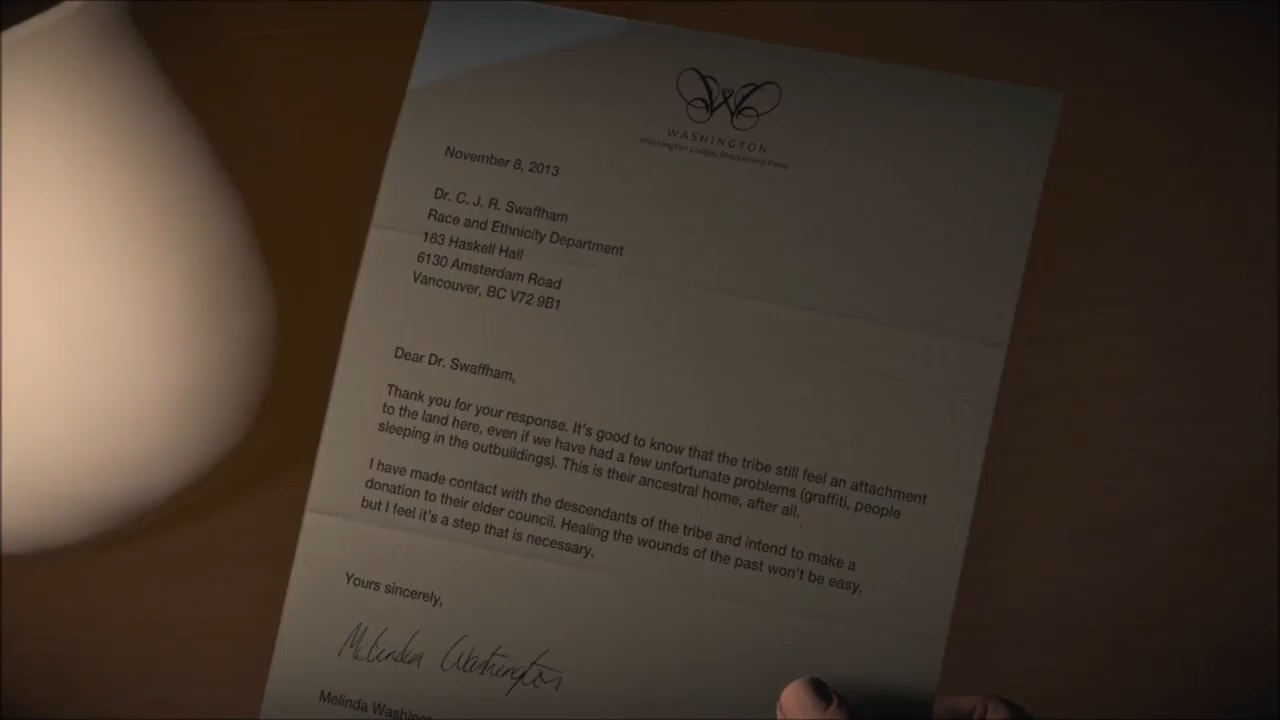 W
WASHINGTON
Washington Lodge, Blackwood Pines
November 8, 2013
Dr. C. J. R. Swaffham
Race and Ethnicity Department
183 Haskell Hall
6130 Amsterdam Road
Vancouver, BC V72 9B1
Dear Dr. Swaffham,
Thank you for your response. It's good to know that the tribe still feel an attachment
to the land here, even if we have had a few unfortunate problems (graffiti, people
sleeping in the outbuildings). This is their ancestral home, after all.
I have made contact with the descendants of the tribe and intend to make a
donation to their elder council. Healing the wounds of the past won't be easy,
but I feel it's a step that is necessary.
Yours sincerely,
Melinda Washington
Melinda